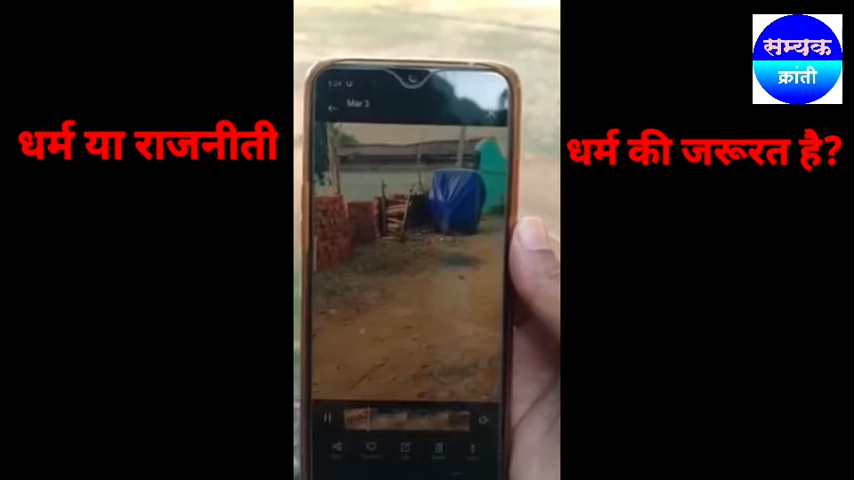 सम्यक
क्रांती
धर्म या राजनीती
धर्म की जरूरत है?
Mar 3